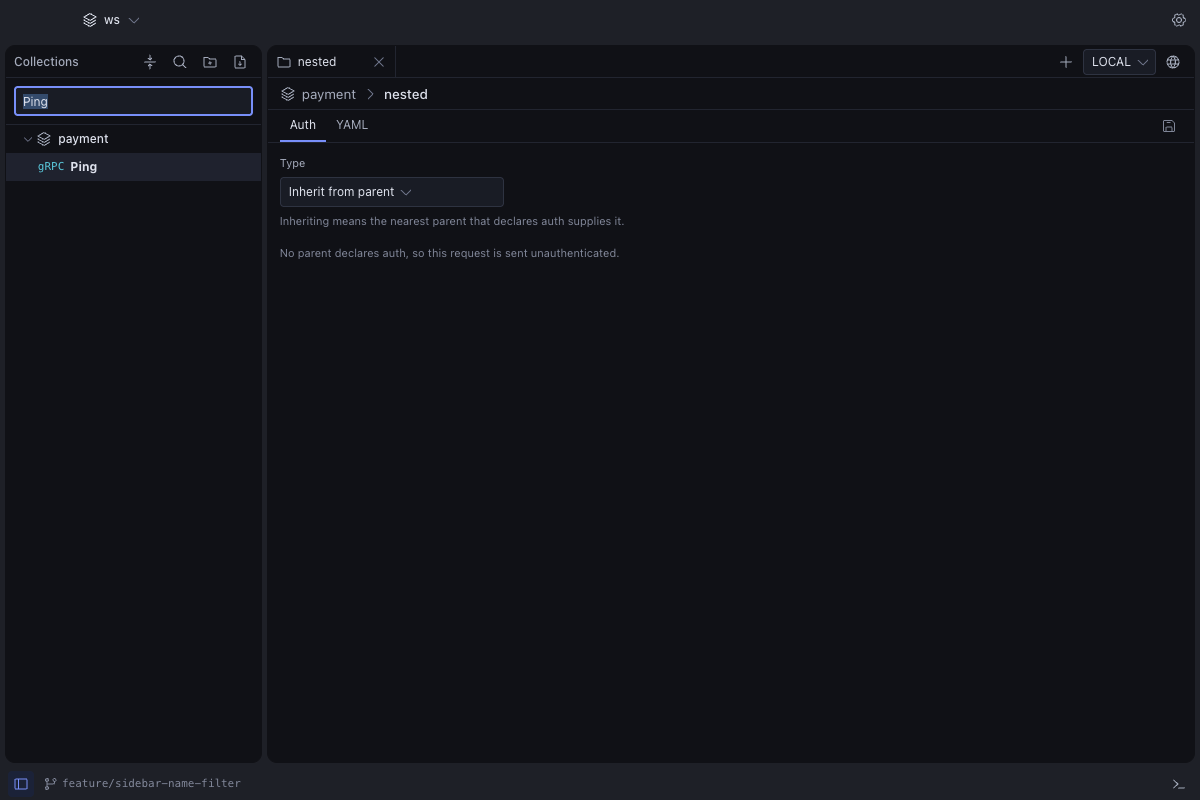 ws
Collections
Ping
payment
gRPC Ping
nested
LOCAL
payment > nested
Auth YAML
Type
Inherit from parent
Inheriting means the nearest parent that declares auth supplies it.
No parent declares auth, so this request is sent unauthenticated.
feature/sidebar-name-filter